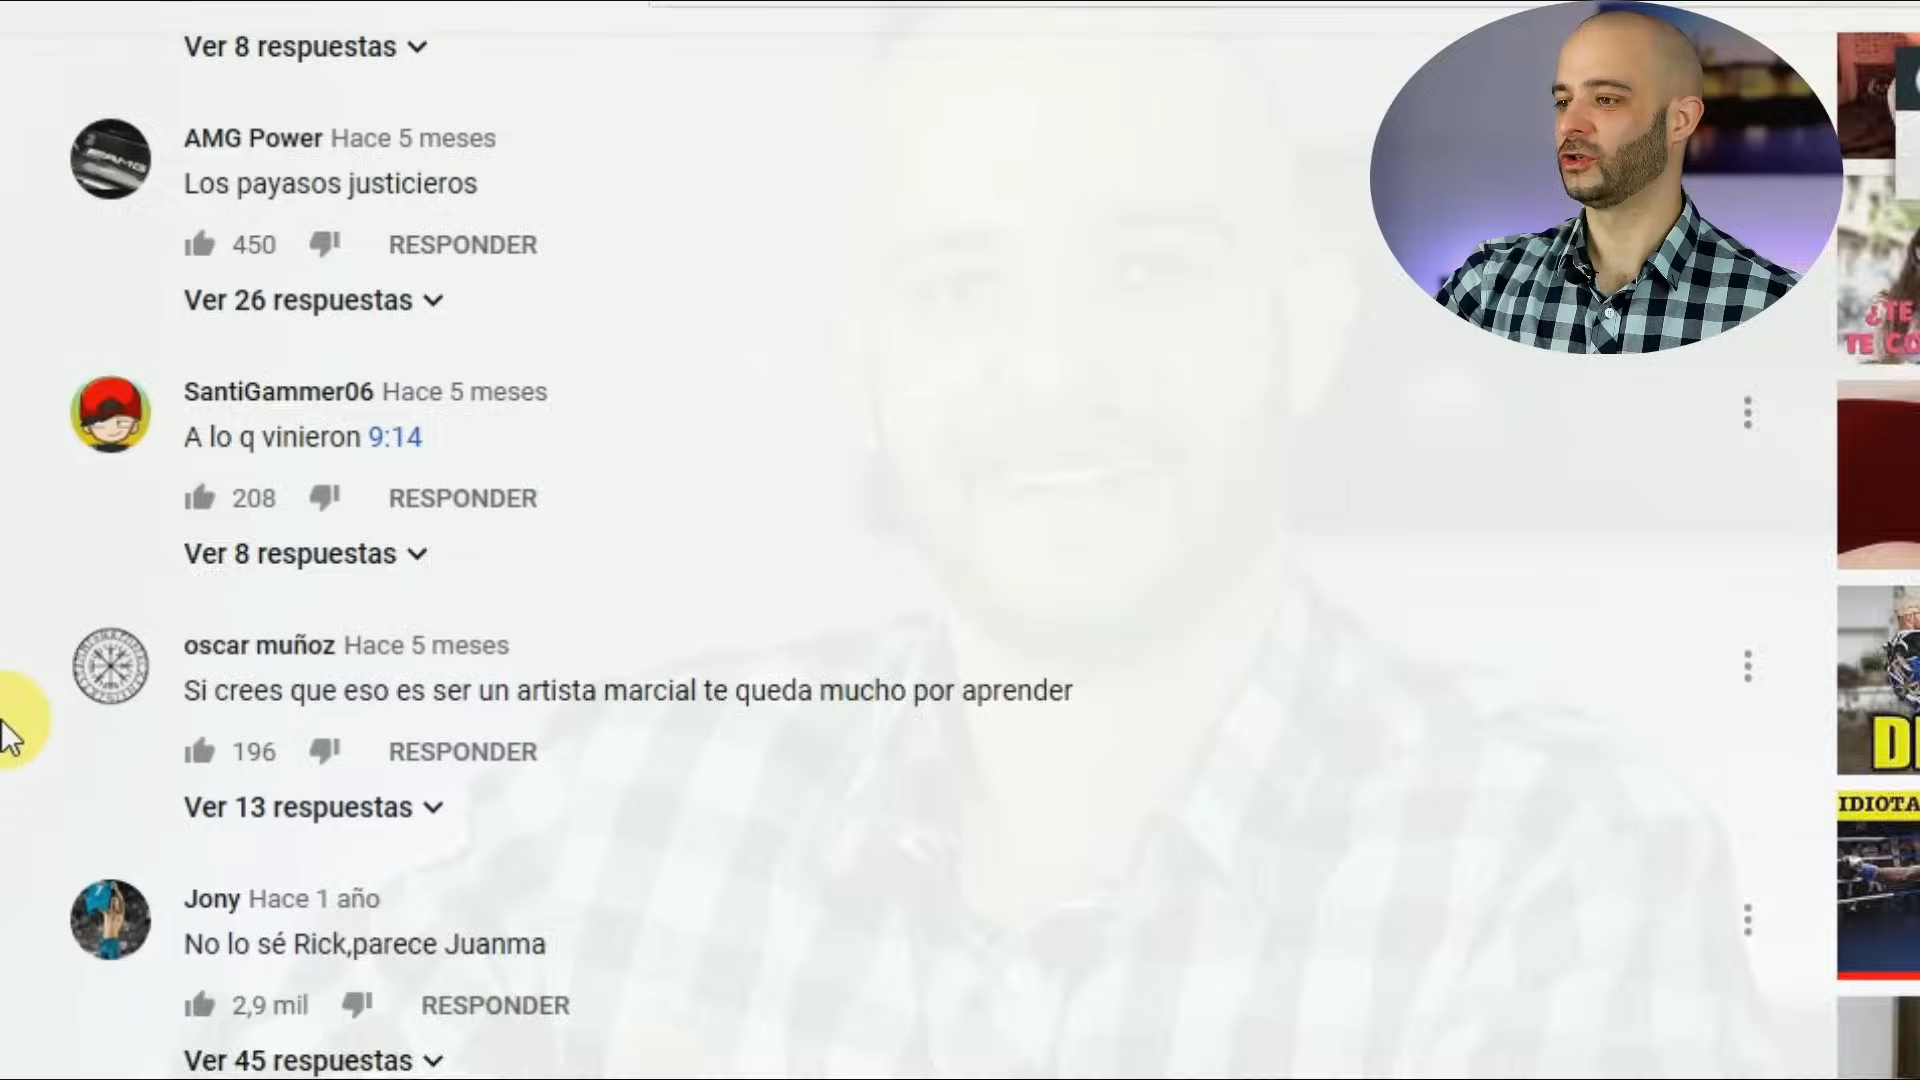 Ver 8 respuestas
AMG Power Hace 5 meses
Los payasos justicieros
450 RESPONDER
Ver 26 respuestas
SantiGammer06 Hace 5 meses
A lo q vinieron 9:14
208 RESPONDER
Ver 8 respuestas
oscar muñoz Hace 5 meses
Si crees que eso es ser un artista marcial te queda mucho por aprender
196 RESPONDER
Ver 13 respuestas
Jony Hace 1 año
No lo sé Rick,parece Juanma
2,9 mil RESPONDER
Ver 45 respuestas
¿TE
TE CO
IDIOTA